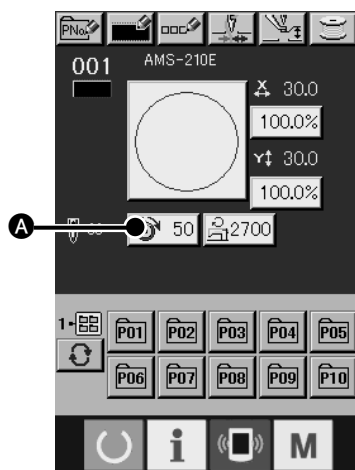 PNo.
001 AMS-210E
X 30.0
100.0%
Y 30.0
100.0%
A
50 2700
1-
P01 P02 P03 P04 P05
P06 P07 P08 P09 P10
i M